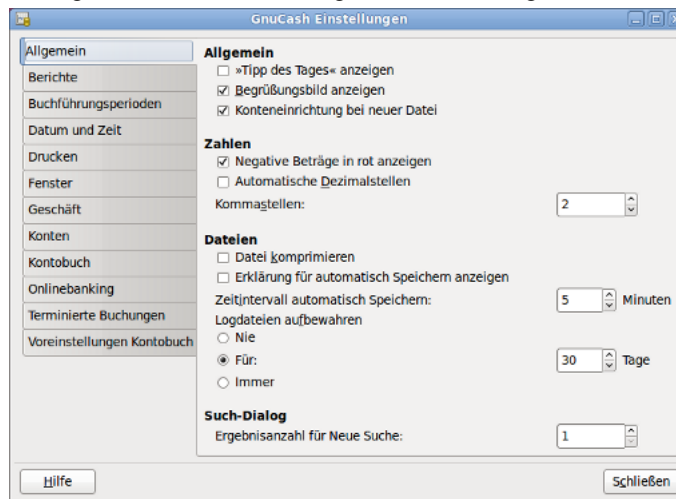 GnuCash Einstellungen
Allgemein
Berichte
Buchführungsperioden
Datum und Zeit
Drucken
Fenster
Geschäft
Konten
Kontobuch
Onlinebanking
Terminierte Buchungen
Voreinstellungen Kontobuch
Allgemein
»Tipp des Tages« anzeigen
Begrüßungsbild anzeigen
Konteneinrichtung bei neuer Datei
Zahlen
Negative Beträge in rot anzeigen
Automatische Dezimalstellen
Kommastellen: 2
Dateien
Datei komprimieren
Erklärung für automatisch Speichern anzeigen
Zeitintervall automatisch Speichern: 5 Minuten
Logdateien aufbewahren
Nie
Für: 30 Tage
Immer
Such-Dialog
Ergebnisanzahl für Neue Suche: 1
Hilfe
Schließen